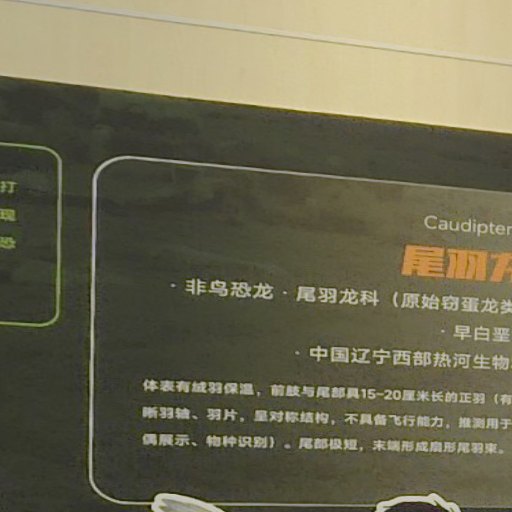 打
现
恐
Caudipter
尾羽龙
· 非鸟恐龙 · 尾羽龙科（原始窃蛋龙类
· 早白垩
· 中国辽宁西部热河生物
体表有绒羽保温，前肢与尾部具15-20厘米长的正羽（有
晰羽轴、羽片，呈对称结构，不具备飞行能力，推测用于
偶展示、物种识别）。尾部极短，末端形成扇形尾羽束。